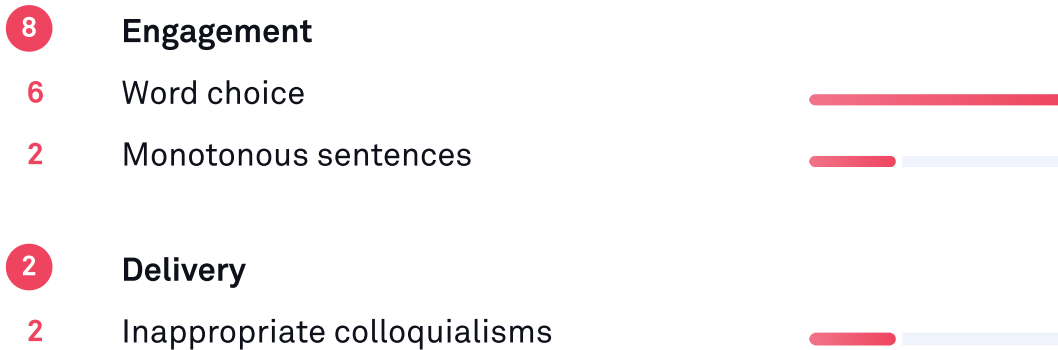 8 Engagement
6 Word choice
2 Monotonous sentences
2 Delivery
2 Inappropriate colloquialisms